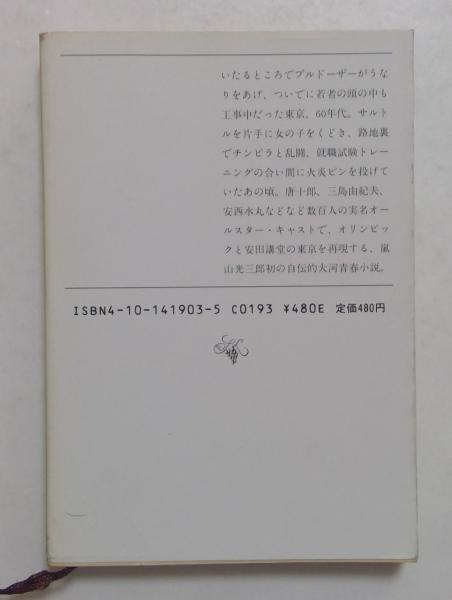 いたるところでブルドーザーがうな
りをあげ、ついでに若者の頭の中も
工事中だった東京、60年代。サルト
ルを片手に女の子をくどき、路地裏
でチンピラと乱闘、就職試験トレー
ニングの合い間に火炎ビンを投げて
いたあの頃。唐十郎、三島由紀夫、
安西水丸などなど数百人の実名オー
ルスター・キャストで、オリンピッ
クと安田講堂の東京を再現する、嵐
山光三郎初の自伝的大河青春小説。
ISBN4-10-141903-5 C0193 ¥480E 定価480円